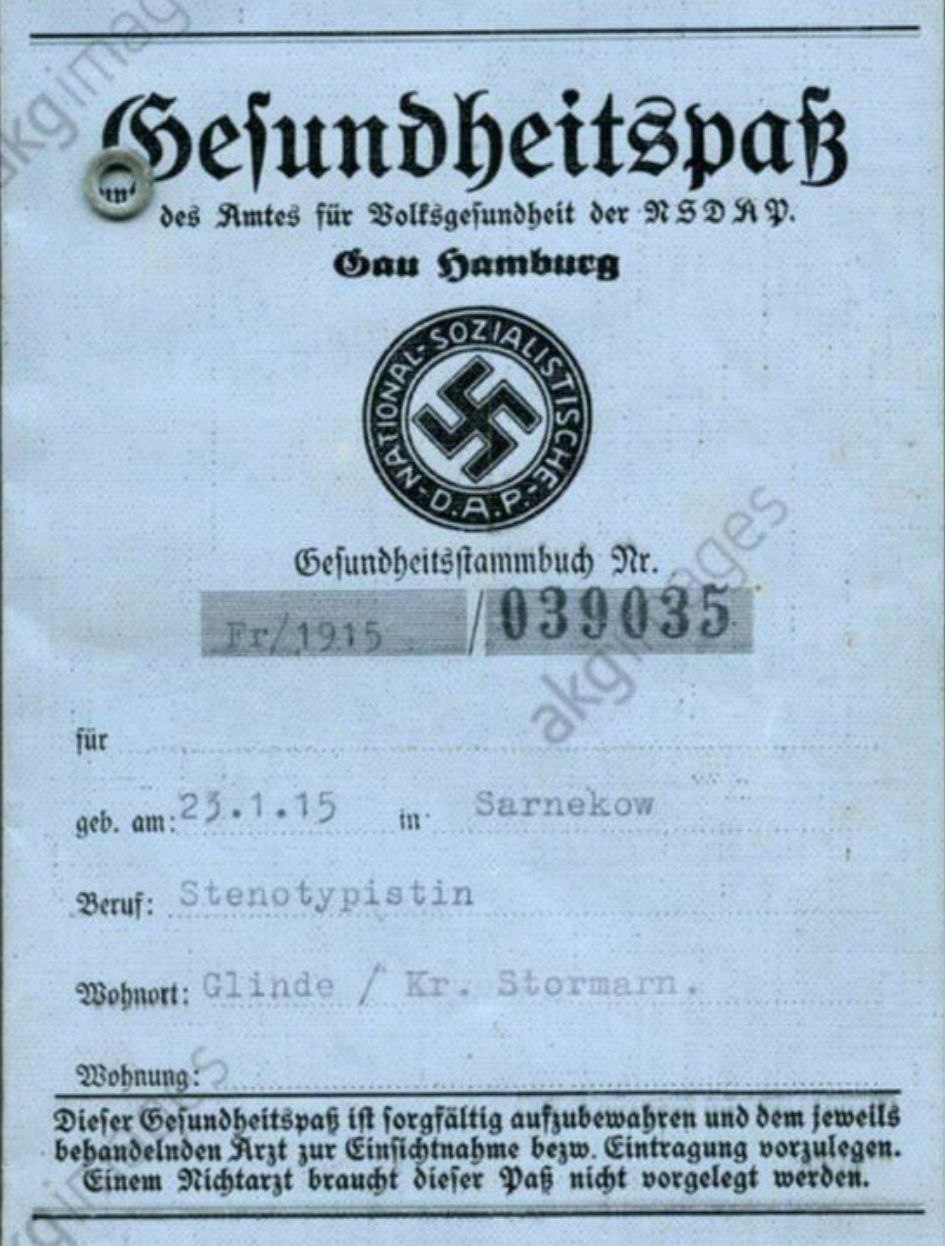 Gesundheitspaß
des Amtes für Volksgesundheit der NSDAP.
Gau Hamburg
NATIONAL-SOZIALISTISCHE-D.A.P.-
Gesundheitsstammbuch Nr.
Fr/1915 / 039035
für
geb. am: 23.1.15 in Sarnekow
Beruf: Stenotypistin
Wohnort: Glinde / Kr. Stormarn.
Wohnung:
Dieser Gesundheitspaß ist sorgfältig aufzubewahren und dem jeweils
behandelnden Arzt zur Einsichtnahme bezw. Eintragung vorzulegen.
Einem Nichtarzt braucht dieser Paß nicht vorgelegt werden.
akgimages
akgimages
akgimages